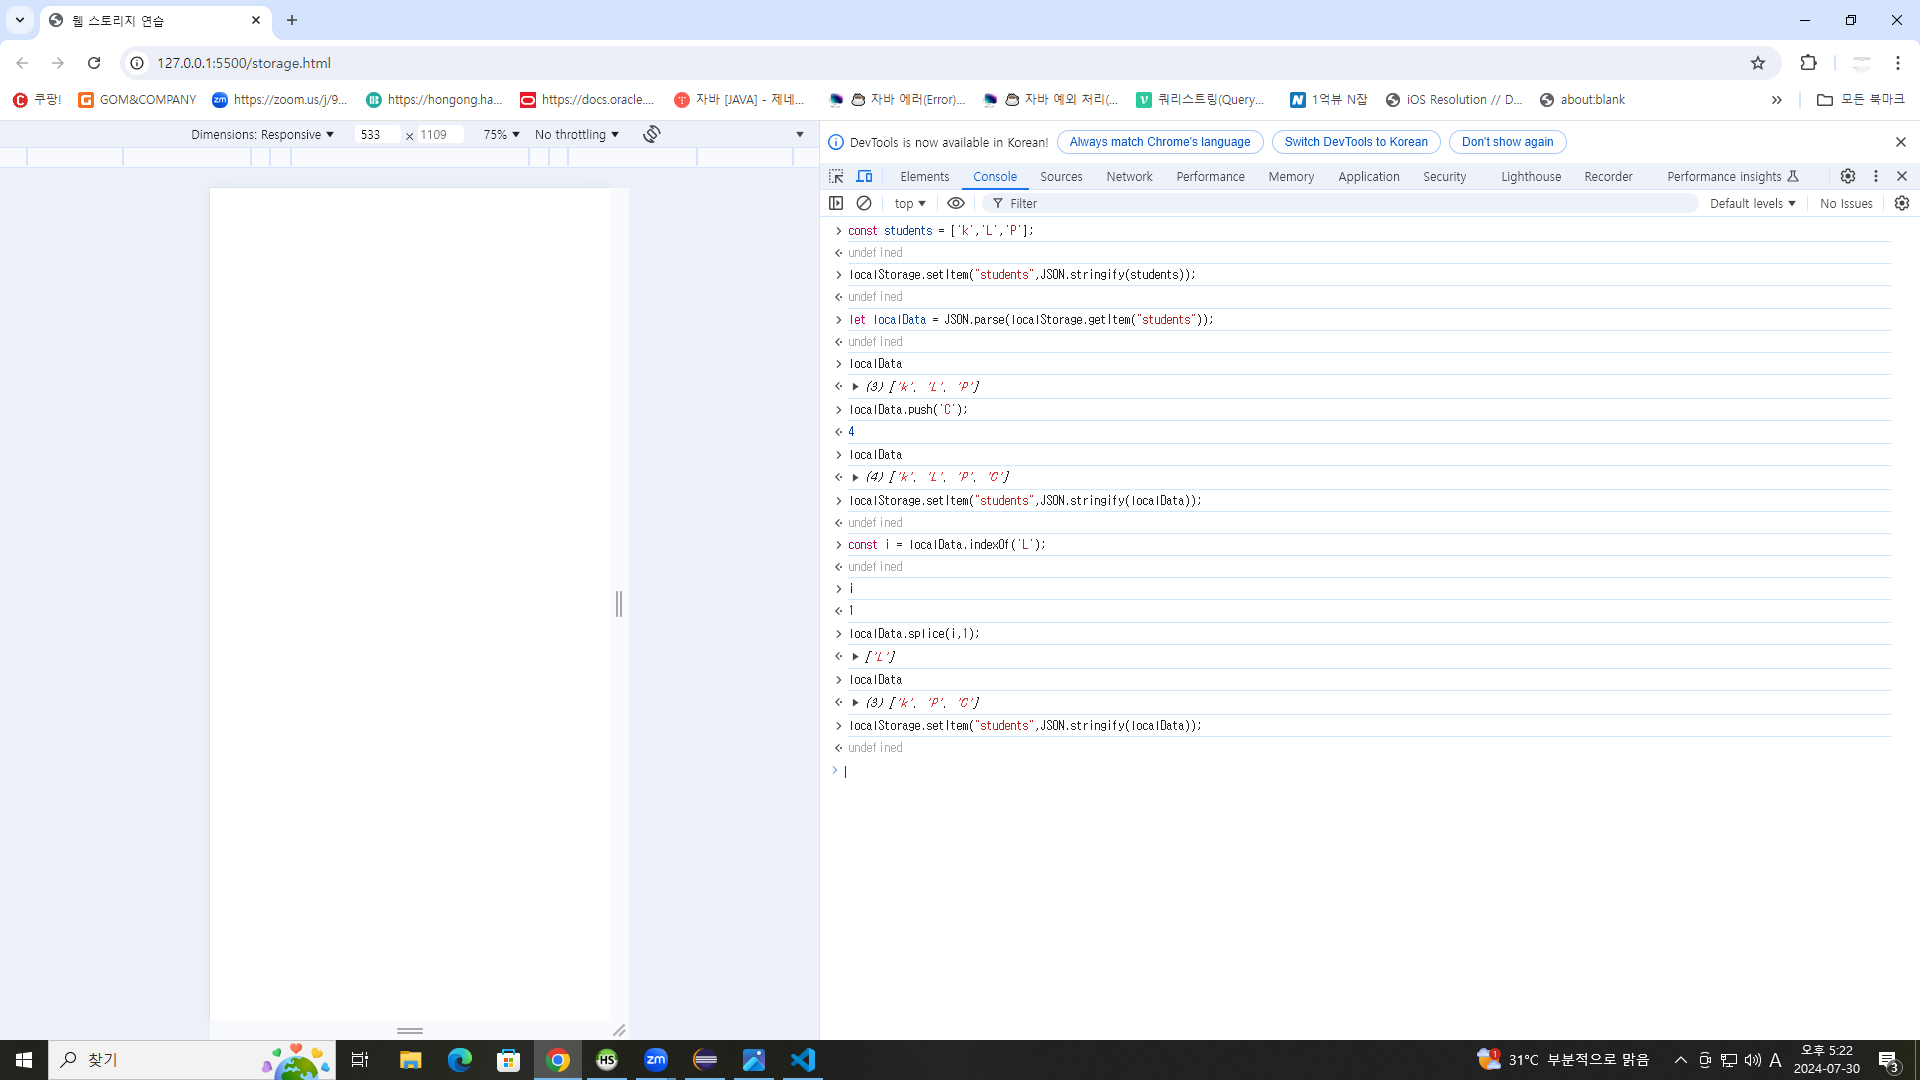 웹 스토리지 연습
127.0.0.1:5500/storage.html
쿠팡!
GOM&COMPANY
https://zoom.us/j/9...
https://hongong.ha...
https://docs.oracle....
자바 [JAVA] - 제네...
자바 에러(Error)...
자바 예외 처리(...
쿼리스트링(Query...
1억뷰 N잡
iOS Resolution // D...
about:blank
모든 북마크
Dimensions: Responsive 533 × 1109 75% No throttling
DevTools is now available in Korean! Always match Chrome's language Switch DevTools to Korean Don't show again
Elements Console Sources Network Performance Memory Application Security Lighthouse Recorder Performance insights
top Filter Default levels No Issues
const students = ['k','L','P'];
undefined
localStorage.setItem("students",JSON.stringify(students));
undefined
let localData = JSON.parse(localStorage.getItem("students"));
undefined
localData
(3) ['k', 'L', 'P']
localData.push('C');
4
localData
(4) ['k', 'L', 'P', 'C']
localStorage.setItem("students",JSON.stringify(localData));
undefined
const i = localData.indexOf('L');
undefined
i
1
localData.splice(i,1);
['L']
localData
(3) ['k', 'P', 'C']
localStorage.setItem("students",JSON.stringify(localData));
undefined
찾기
HS
zm
1
31°C 부분적으로 맑음
A
오후 5:22
2024-07-30
3